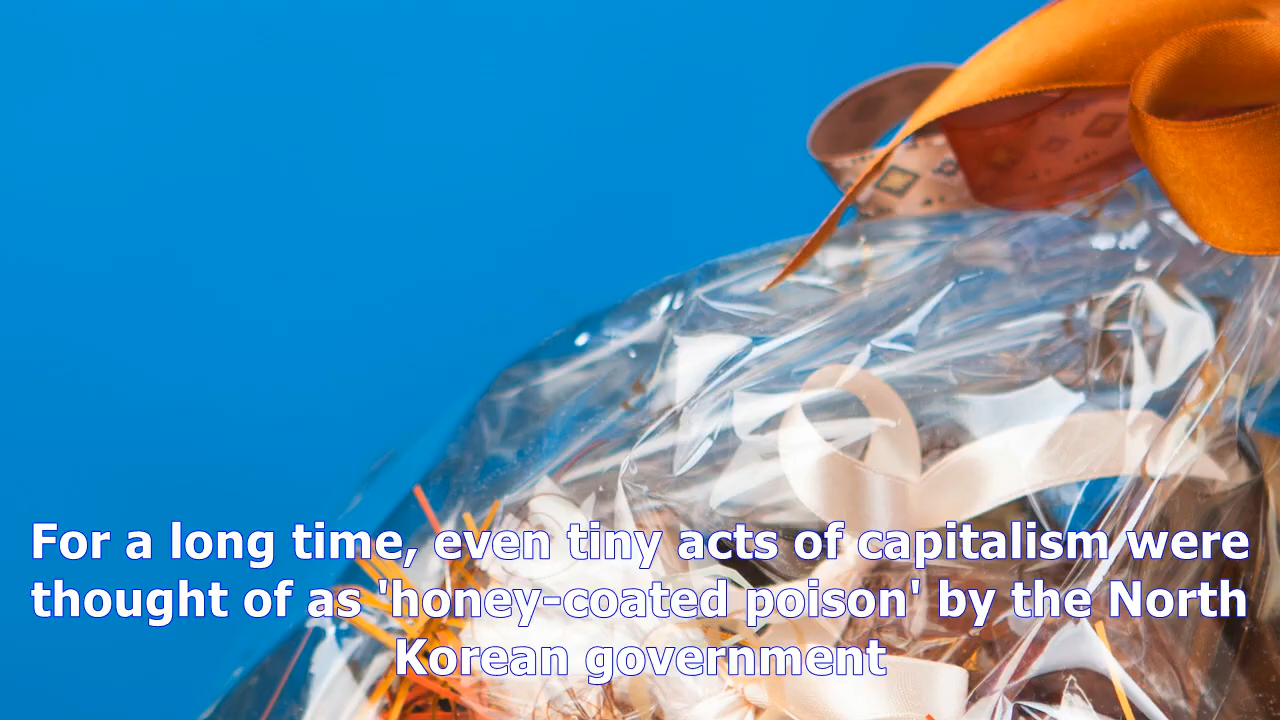 For a long time, even tiny acts of capitalism were
thought of as 'honey-coated poison' by the North
Korean government